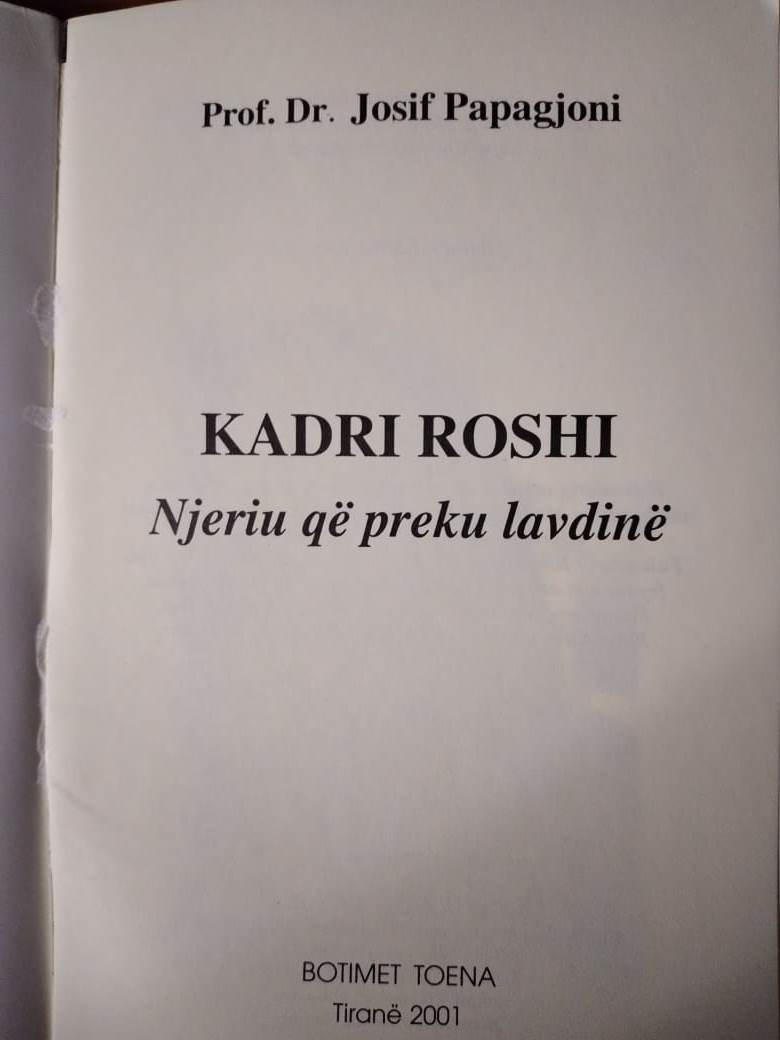 Prof. Dr. Josif Papagjoni
KADRI ROSHI
Njeriu që preku lavdinë
BOTIMET TOENA
Tiranë 2001